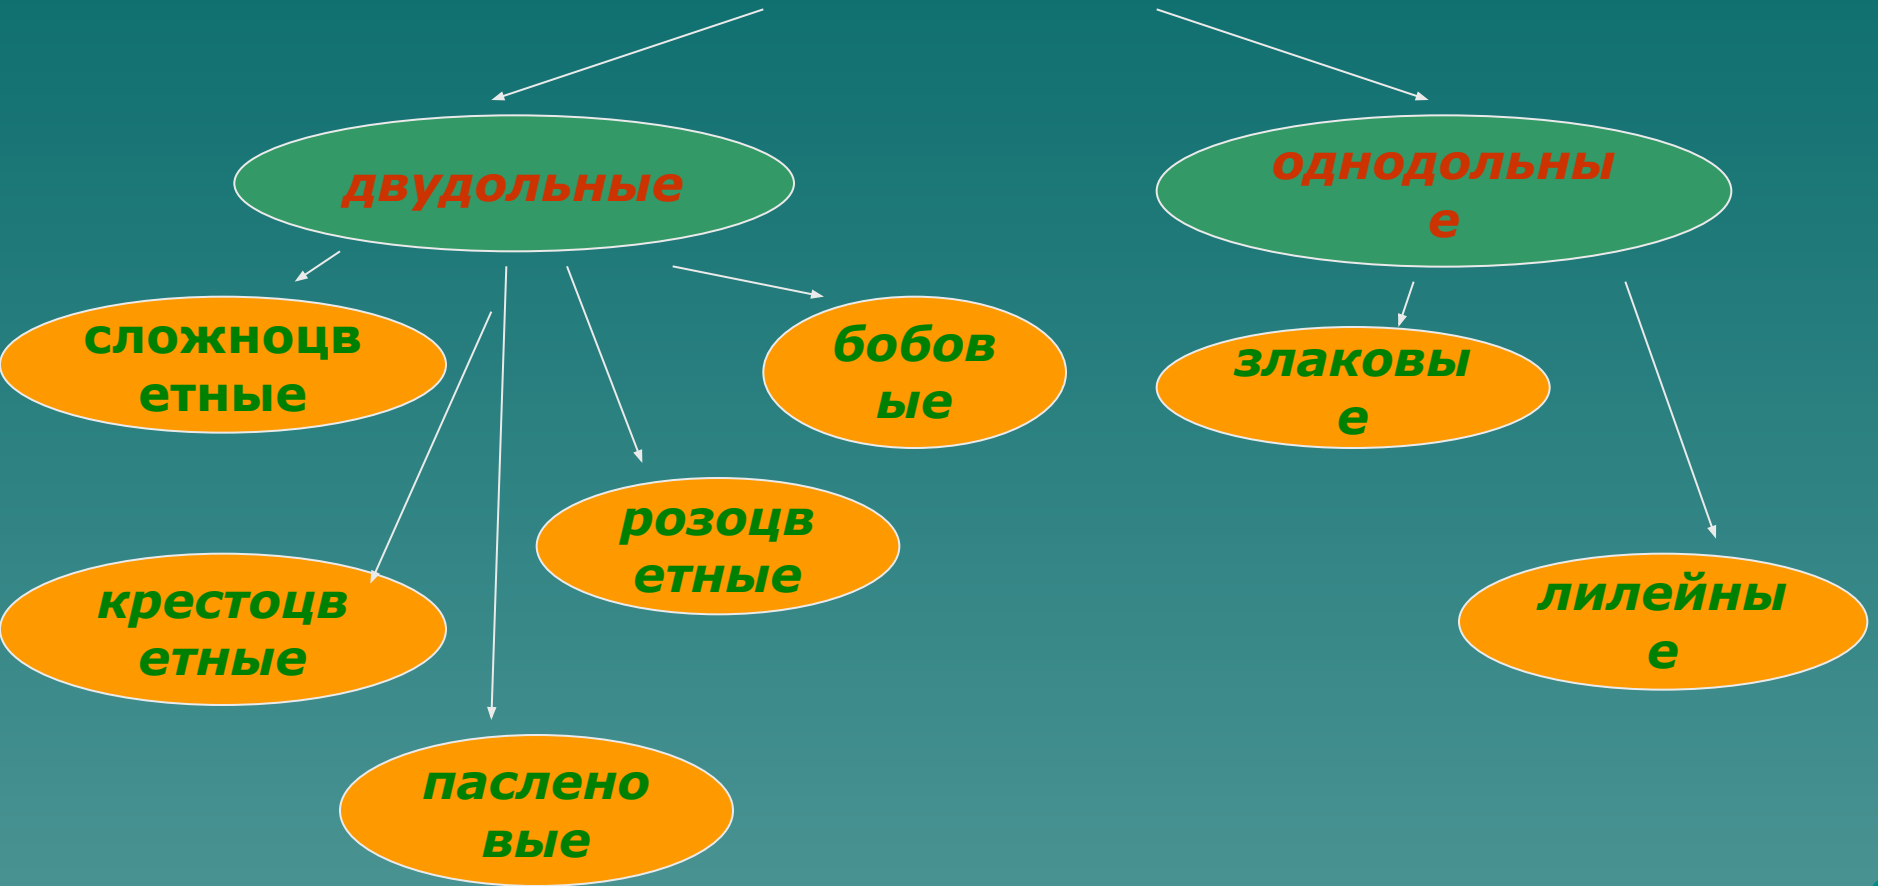 двудольные
однодольны
е
сложноцв
етные
бобов
ые
злаковы
е
розоцв
етные
крестоцв
етные
лилейны
е
паслено
вые